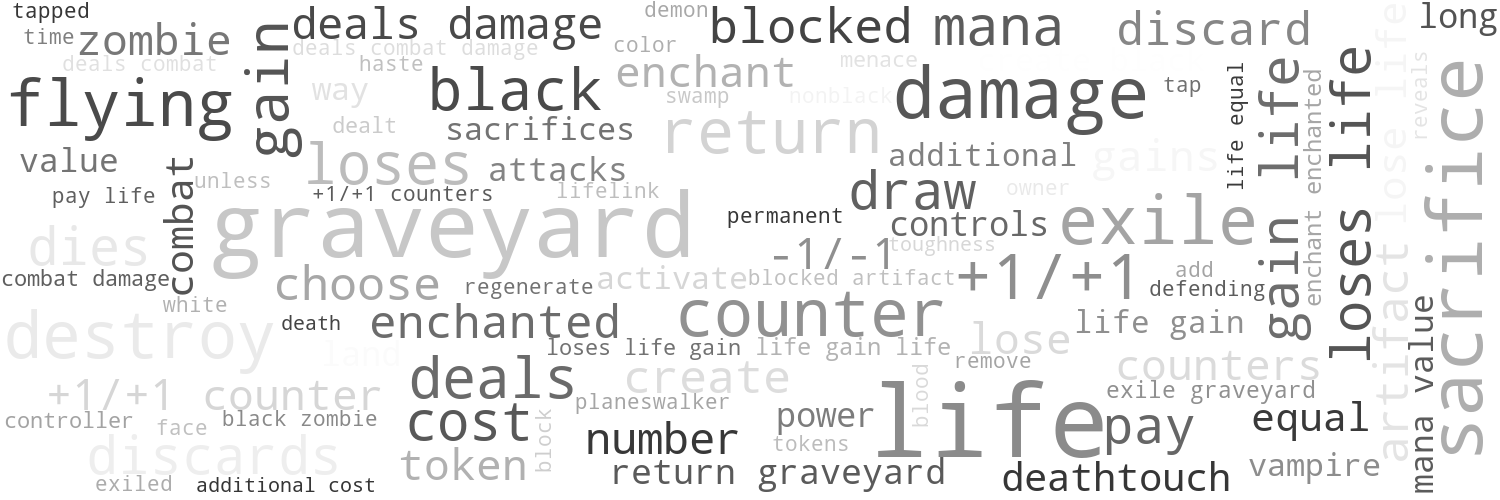 tapped
time
zombie
gain
deals damage
demon
blocked
mana
discard
long
deals combat damage
color
deals combat
haste
menace
flying
black
enchant
way
swamp
nonblack
damage
tap
life equal
gain life
enchant enchanted
loses life
artifact lose life
reveals
sacrifice
dealt
sacrifices
return
value
loses
attacks
additional
gains
combat
unless
pay life
+1/+1 counters
lifelink
draw
owner
graveyard
permanent
controls
exile
dies
-1/-1
toughness
combat damage
choose
regenerate
activate
blocked artifact
+1/+1
add
defending
white
death
enchanted
counter
life gain
destroy
land
loses life gain
life gain life
lose
remove
counters
mana value
+1/+1 counter
deals
create
exile graveyard
controller
face
black zombie
cost
planeswalker
blood
power
life
pay
equal
block
number
tokens
discards
token
return graveyard
deathtouch
vampire
exiled
additional cost